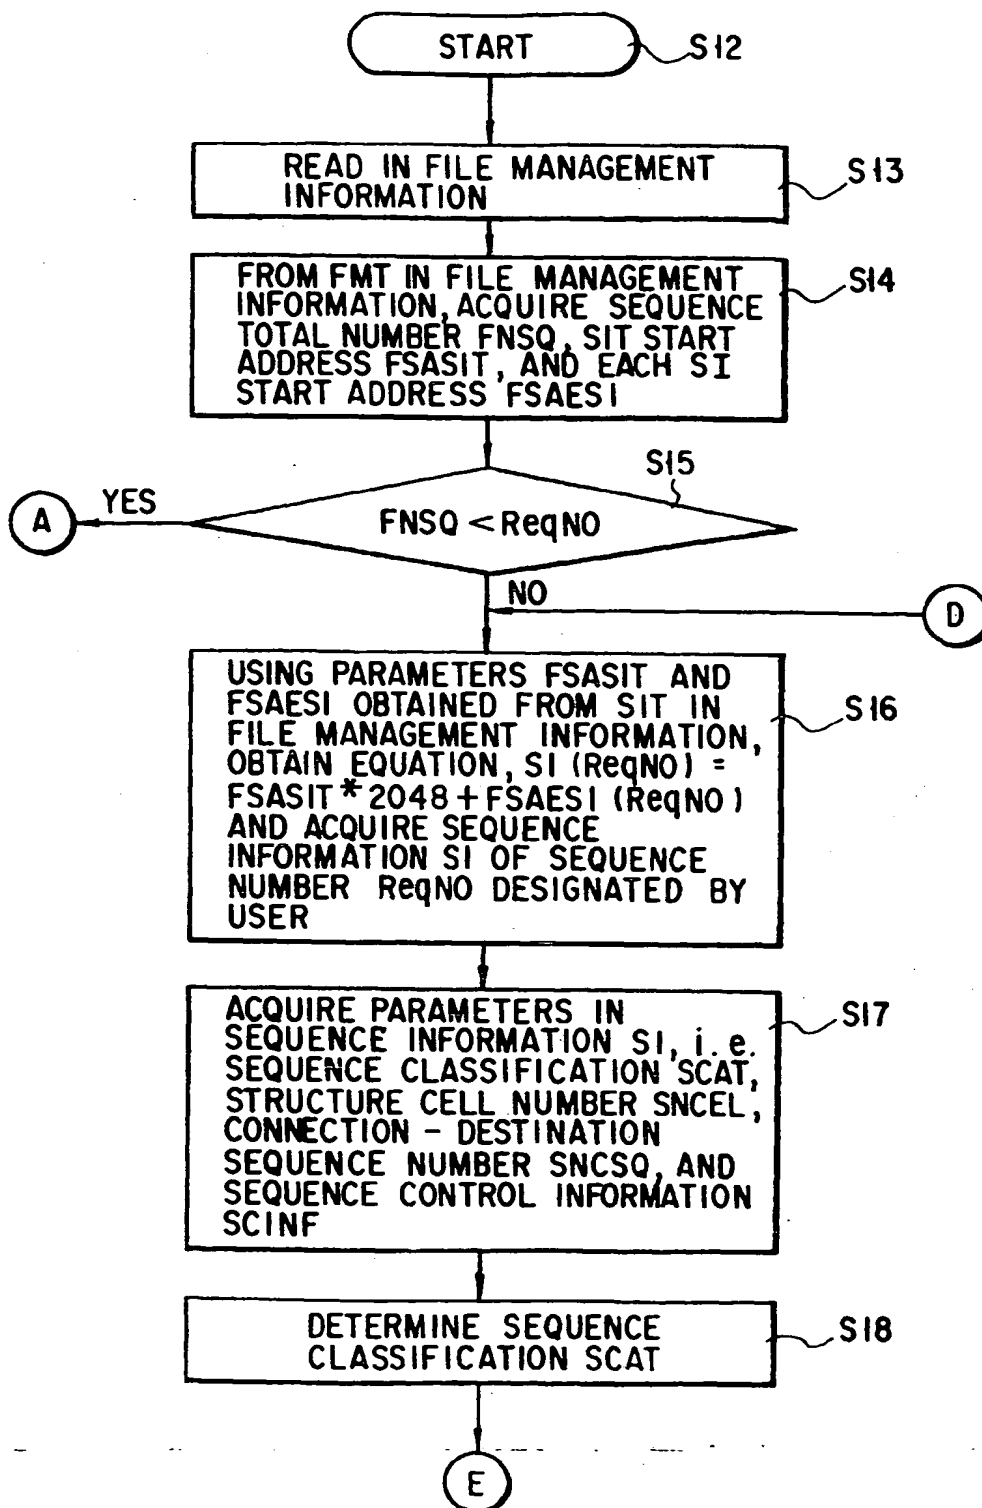 START
S12
READ IN FILE MANAGEMENT
INFORMATION
S13
FROM FMT IN FILE MANAGEMENT
INFORMATION, ACQUIRE SEQUENCE
TOTAL NUMBER FNSQ, SIT START
ADDRESS FSASIT, AND EACH SI
START ADDRESS FSAESI
S14
S15
FNSQ < ReqNO
YES
A
NO
D
USING PARAMETERS FSASIT AND
FSAESI OBTAINED FROM SIT IN
FILE MANAGEMENT INFORMATION,
OBTAIN EQUATION, SI (ReqNO) =
FSASIT * 2048 + FSAESI (ReqNO)
AND ACQUIRE SEQUENCE
INFORMATION SI OF SEQUENCE
NUMBER ReqNO DESIGNATED BY
USER
S16
ACQUIRE PARAMETERS IN
SEQUENCE INFORMATION SI, i.e.
SEQUENCE CLASSIFICATION SCAT,
STRUCTURE CELL NUMBER SNCEL,
CONNECTION - DESTINATION
SEQUENCE NUMBER SNCSQ, AND
SEQUENCE CONTROL INFORMATION
SCINF
S17
DETERMINE SEQUENCE
CLASSIFICATION SCAT
S18
E